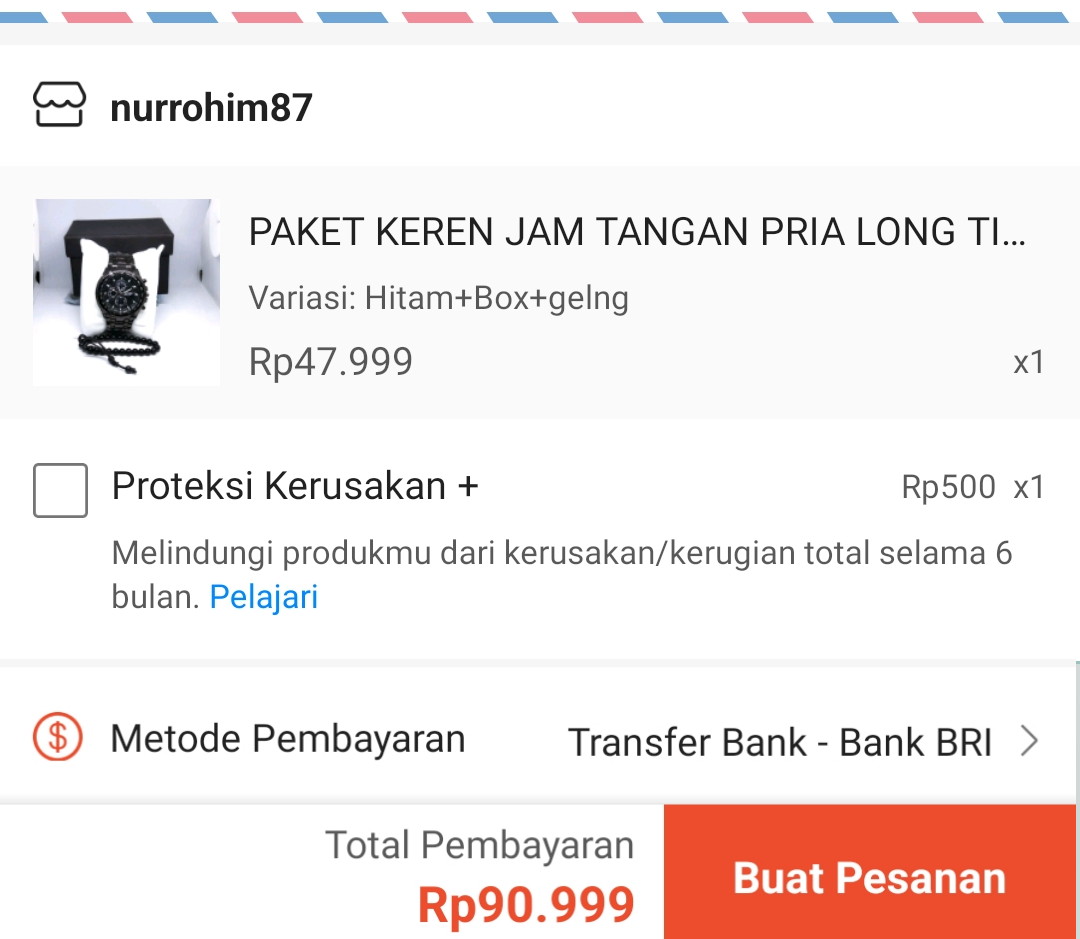 nurrohim87
PAKET KEREN JAM TANGAN PRIA LONG TI...
Variasi: Hitam+Box+gelng
Rp47.999 x1
Proteksi Kerusakan + Rp500 x1
Melindungi produkmu dari kerusakan/kerugian total selama 6
bulan. Pelajari
Metode Pembayaran Transfer Bank - Bank BRI
Total Pembayaran
Rp90.999
Buat Pesanan